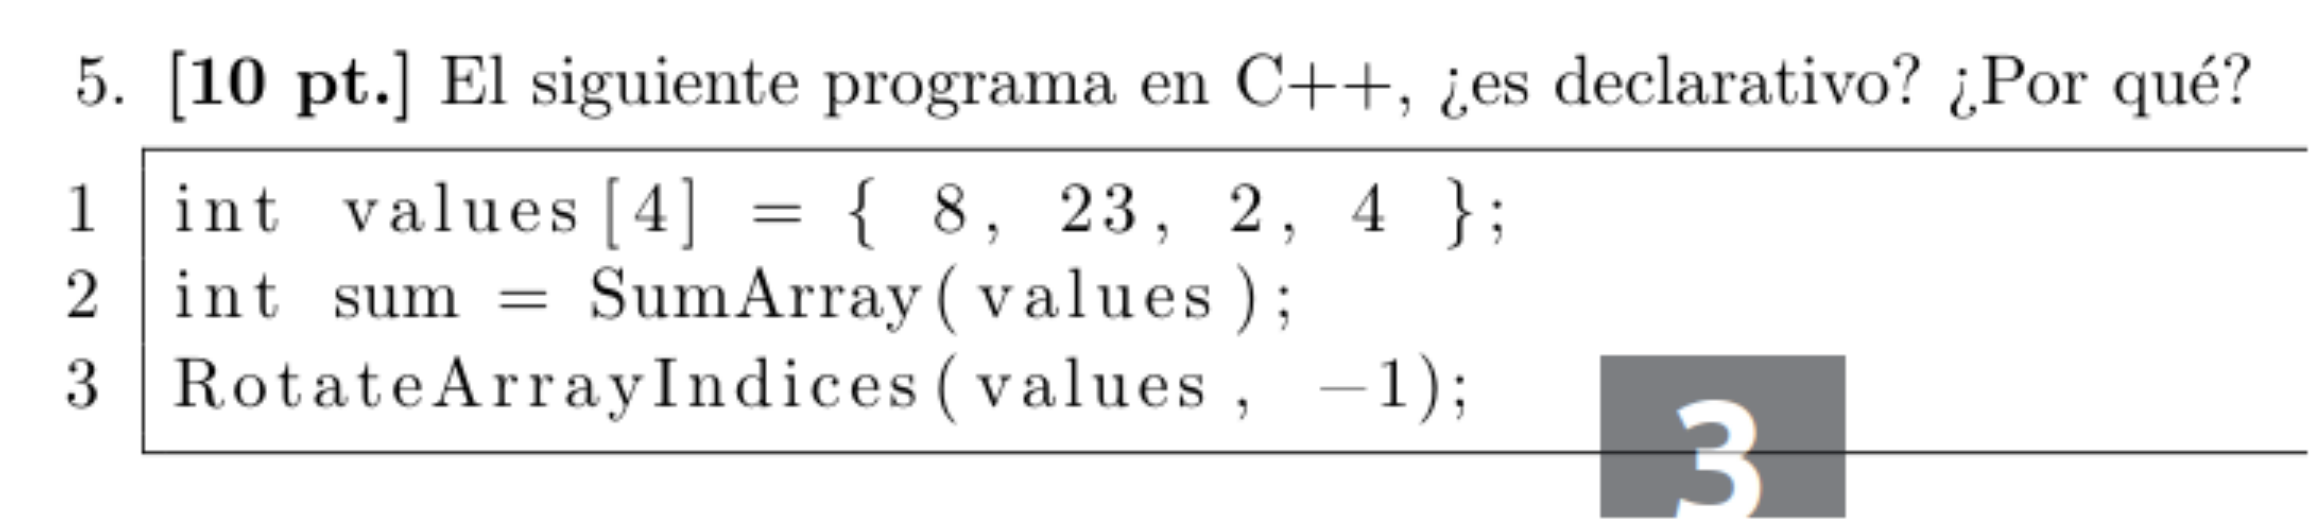 5. [10 pt.] El siguiente programa en C++, ¿es declarativo? ¿Por qué?
1 int values[4] = { 8, 23, 2, 4 };
2 int sum = SumArray(values);
3 RotateArrayIndices(values, −1);
3